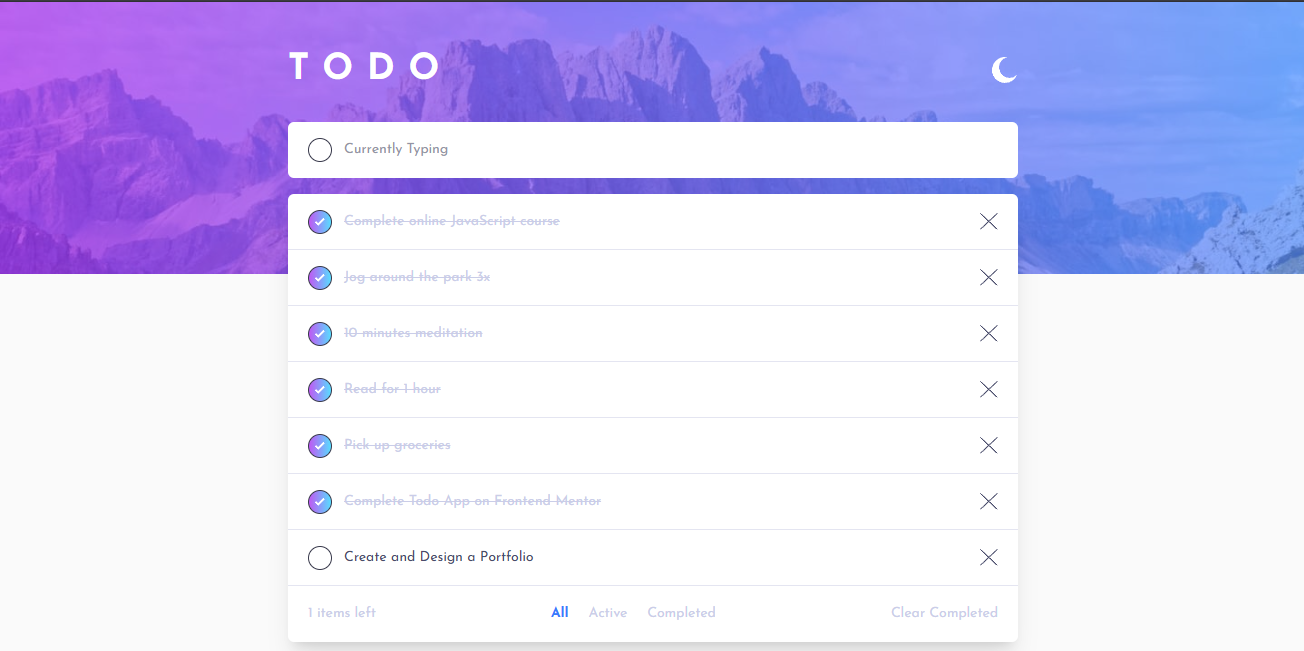 TODO
Currently Typing
Complete online JavaScript course
Jog around the park 3x
10 minutes meditation
Read for 1 hour
Pick up groceries
Complete Todo App on Frontend Mentor
Create and Design a Portfolio
1 items left All Active Completed Clear Completed